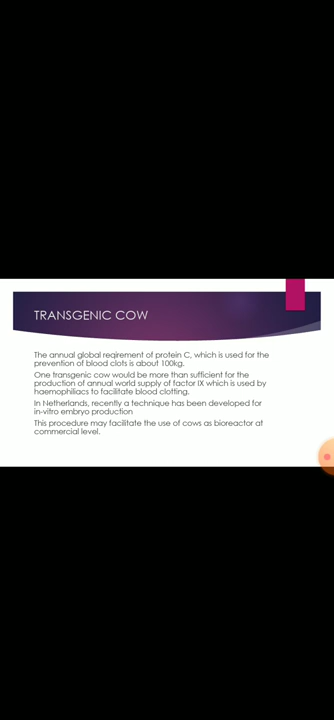 TRANSGENIC COW
The annual global reqirement of protein C, which is used for the
prevention of blood clots is about 100kg.
One transgenic cow would be more than sufficient for the
production of annual world supply of factor IX which is used by
haemophiliacs to facilitate blood clotting.
In Netherlands, recently a technique has been developed for
in-vitro embryo production
This procedure may facilitate the use of cows as bioreactor at
commercial level.